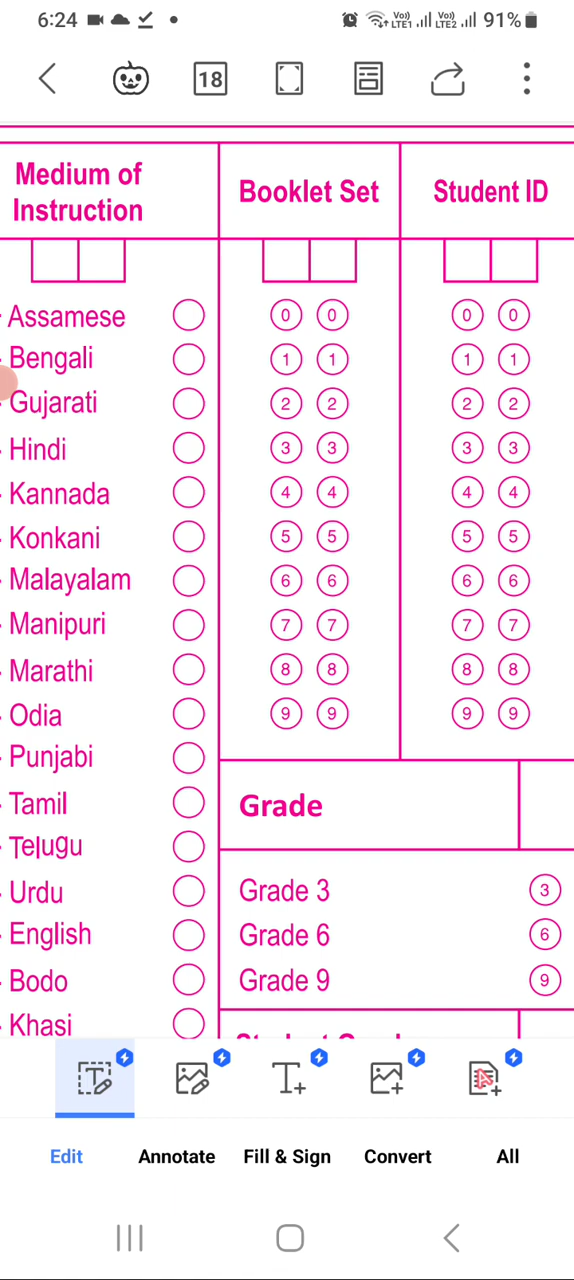 6:24
Vo)) LTE1 Vo)) LTE2 91%
18
Medium of
Instruction
Booklet Set
Student ID
Assamese
0 0 0 0
Bengali
1 1 1 1
Gujarati
2 2 2 2
Hindi
3 3 3 3
Kannada
4 4 4 4
Konkani
5 5 5 5
Malayalam
6 6 6 6
Manipuri
7 7 7 7
Marathi
8 8 8 8
Odia
9 9 9 9
Punjabi
Tamil
Telugu
Urdu
English
Bodo
Khasi
Grade
Grade 3 3
Grade 6 6
Grade 9 9
Edit Annotate Fill & Sign Convert All